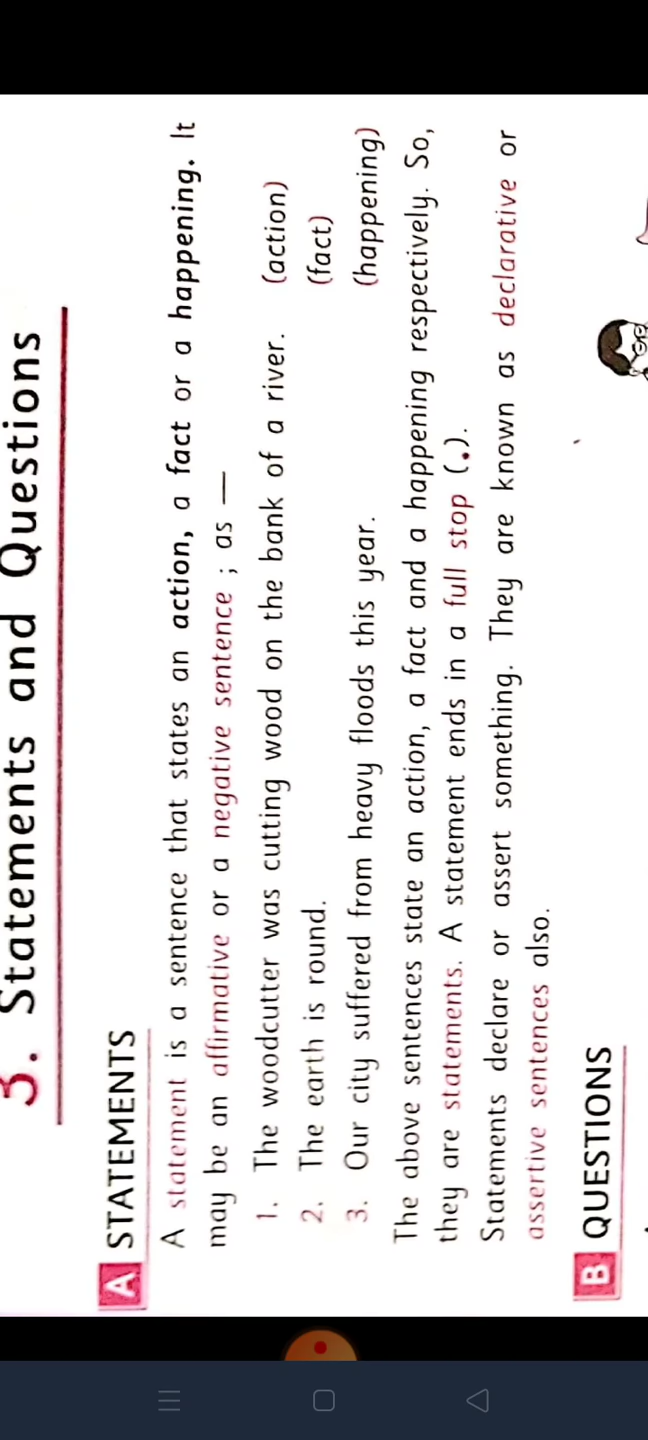 3. Statements and Questions
A STATEMENTS
A statement is a sentence that states an action, a fact or a happening. It
may be an affirmative or a negative sentence ; as —
1. The woodcutter was cutting wood on the bank of a river. (action)
2. The earth is round. (fact)
3. Our city suffered from heavy floods this year. (happening)
The above sentences state an action, a fact and a happening respectively. So,
they are statements. A statement ends in a full stop (.).
Statements declare or assert something. They are known as declarative or
assertive sentences also.
B QUESTIONS